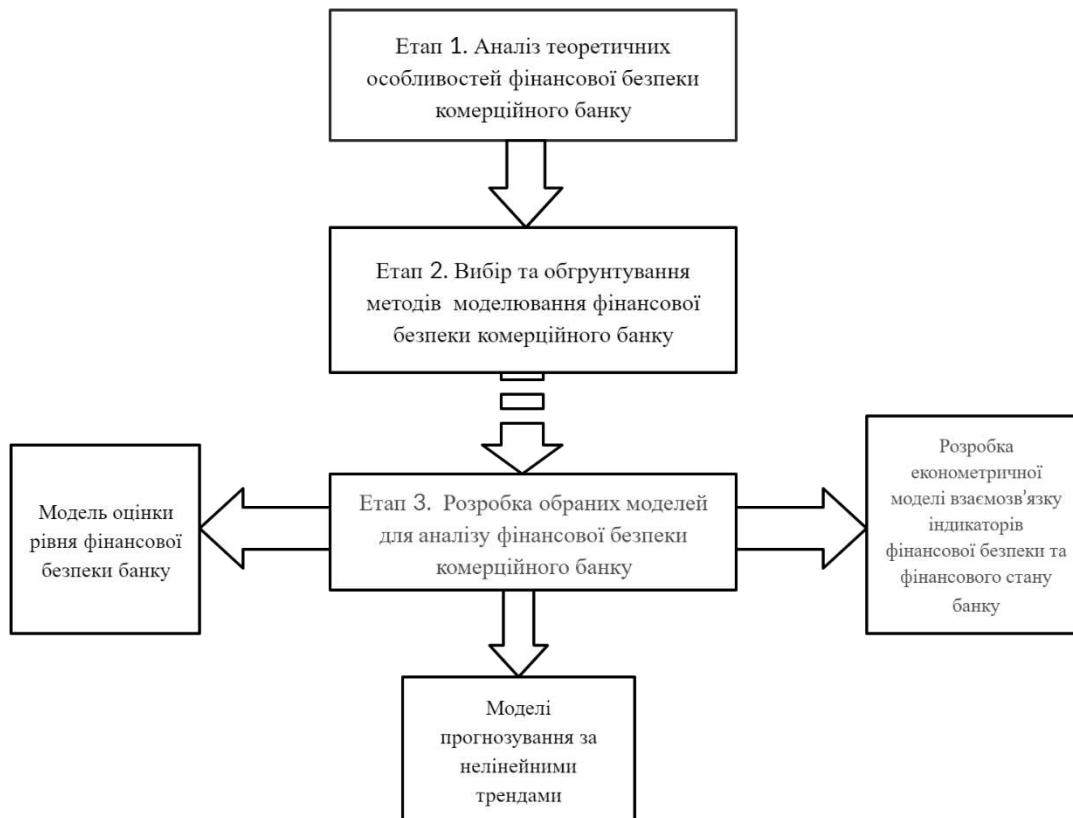 Етап 1. Аналіз теоретичних
особливостей фінансової безпеки
комерційного банку
Етап 2. Вибір та обгрунтування
методів моделювання фінансової
безпеки комерційного банку
Модель оцінки
рівня фінансової
безпеки банку
Етап 3. Розробка обраних моделей
для аналізу фінансової безпеки
комерційного банку
Розробка
економетричної
моделі взаємозв'язку
індикаторів
фінансової безпеки та
фінансового стану
банку
Моделі
прогнозування за
нелінейними
трендами